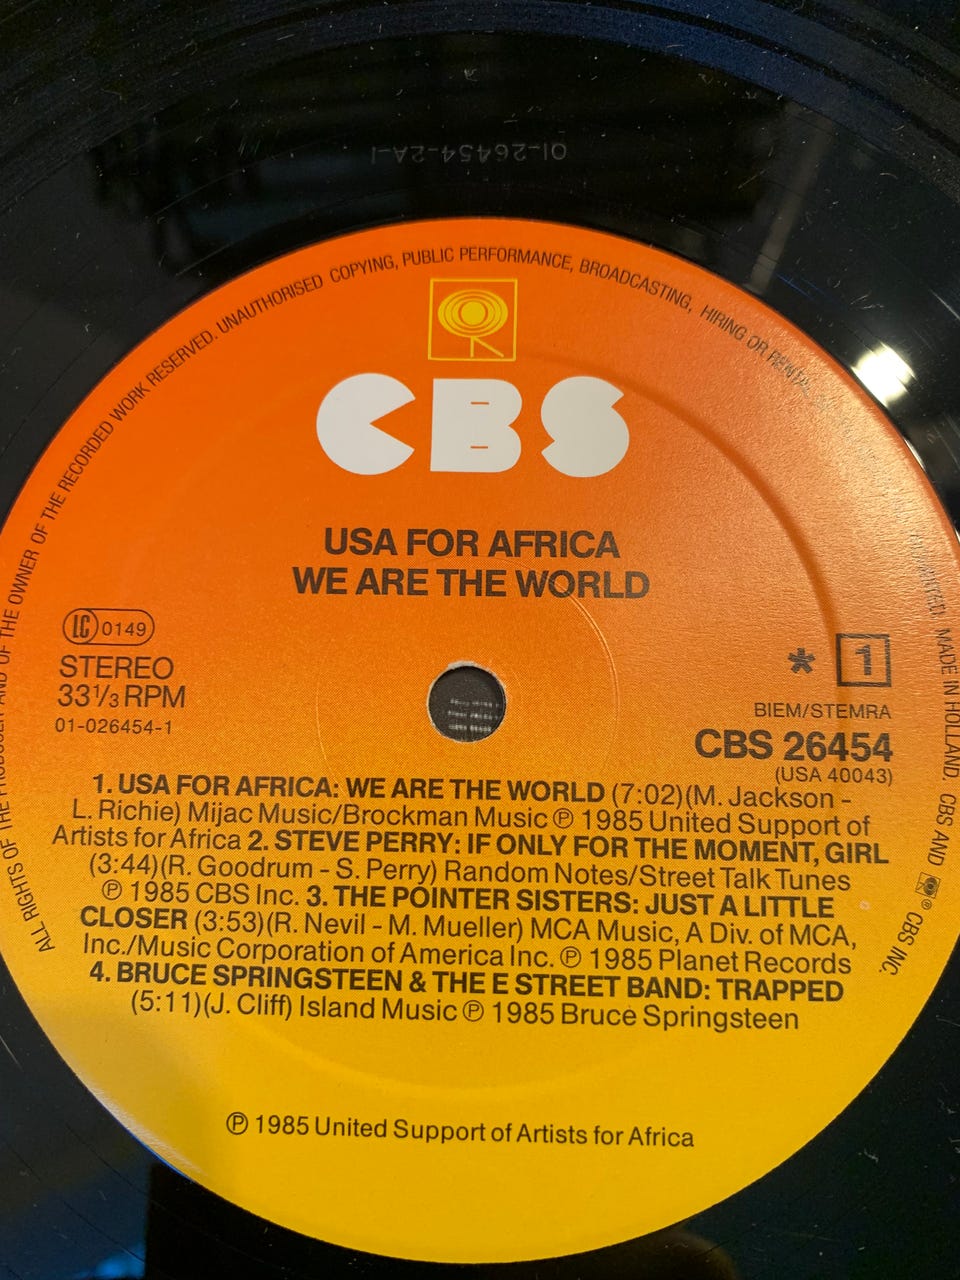 01-26454-2A-1
ALL RIGHTS OF THE PRODUCER AND OF THE OWNER OF THE RECORDED WORK RESERVED. UNAUTHORISED COPYING, PUBLIC PERFORMANCE, BROADCASTING, HIRING OR RENTAL
MADE IN HOLLAND. CBS AND ® CBS INC.
CBS
USA FOR AFRICA
WE ARE THE WORLD
LC 0149
STEREO
33 1/3 RPM
01-026454-1
* 1
BIEM/STEMRA
CBS 26454
(USA 40043)
1. USA FOR AFRICA: WE ARE THE WORLD (7:02)(M. Jackson -
L. Richie) Mijac Music/Brockman Music ℗ 1985 United Support of
Artists for Africa 2. STEVE PERRY: IF ONLY FOR THE MOMENT, GIRL
(3:44)(R. Goodrum - S. Perry) Random Notes/Street Talk Tunes
℗ 1985 CBS Inc. 3. THE POINTER SISTERS: JUST A LITTLE
CLOSER (3:53)(R. Nevil - M. Mueller) MCA Music, A Div. of MCA,
Inc./Music Corporation of America Inc. ℗ 1985 Planet Records
4. BRUCE SPRINGSTEEN & THE E STREET BAND: TRAPPED
(5:11)(J. Cliff) Island Music ℗ 1985 Bruce Springsteen
℗ 1985 United Support of Artists for Africa